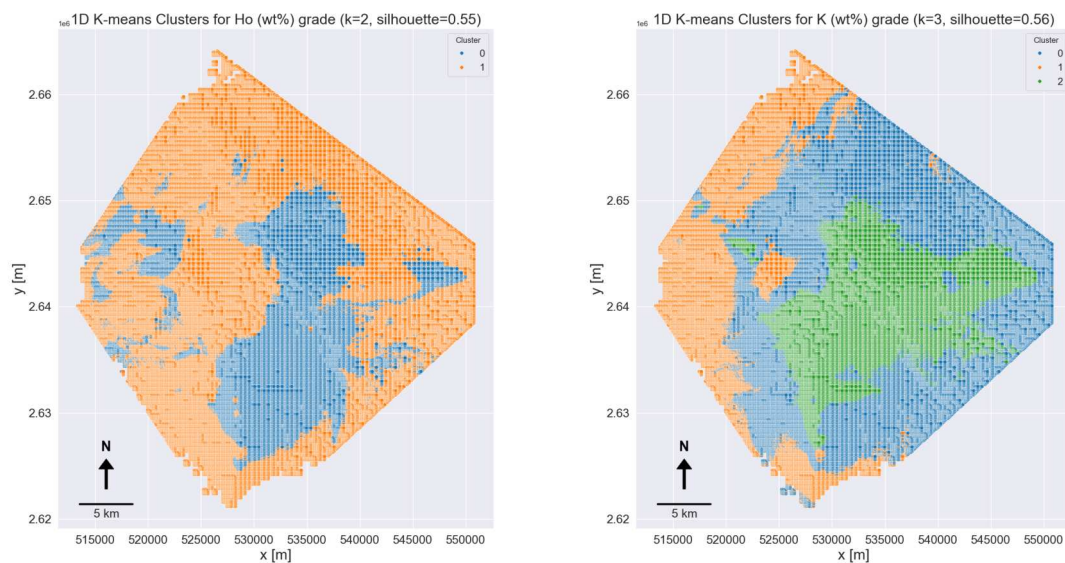 1e6 1D K-means Clusters for Ho (wt%) grade (k=2, silhouette=0.55)
Cluster
0
1
2.66
2.65
2.64
2.63
2.62
y [m]
N
5 km
515000 520000 525000 530000 535000 540000 545000 550000
x [m]
1e6 1D K-means Clusters for K (wt%) grade (k=3, silhouette=0.56)
Cluster
0
1
2
2.66
2.65
2.64
2.63
2.62
y [m]
N
5 km
515000 520000 525000 530000 535000 540000 545000 550000
x [m]